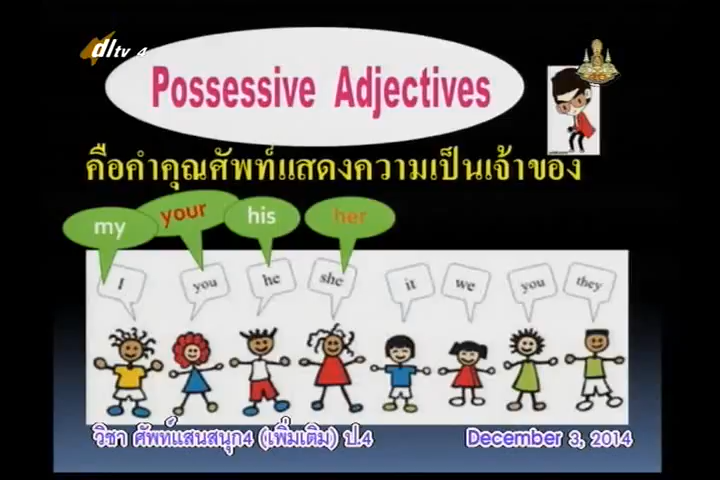 dltv 4
Possessive Adjectives
คือคำคุณศัพท์แสดงความเป็นเจ้าของ
my your his her
I you he she it we you they
วิชา ศัพท์แสนสนุก4 (เพิ่มเติม) ป.4 December 3, 2014